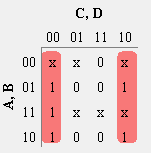 C, D
00 01 11 10
A, B
00 x x 0 x
01 1 0 0 1
11 1 x x x
10 1 0 0 1